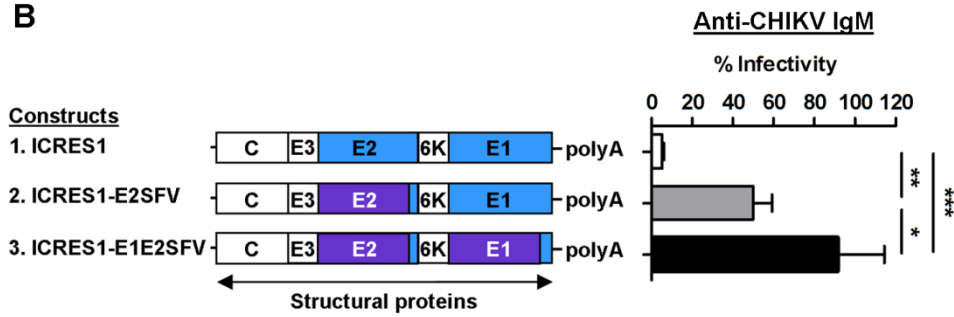 B
Anti-CHIKV IgM
% Infectivity
0 20 40 60 80 100 120
Constructs
1. ICRES1
C E3 E2 6K E1 polyA
2. ICRES1-E2SFV
C E3 E2 6K E1 polyA
3. ICRES1-E1E2SFV
C E3 E2 6K E1 polyA
** * ***
Structural proteins